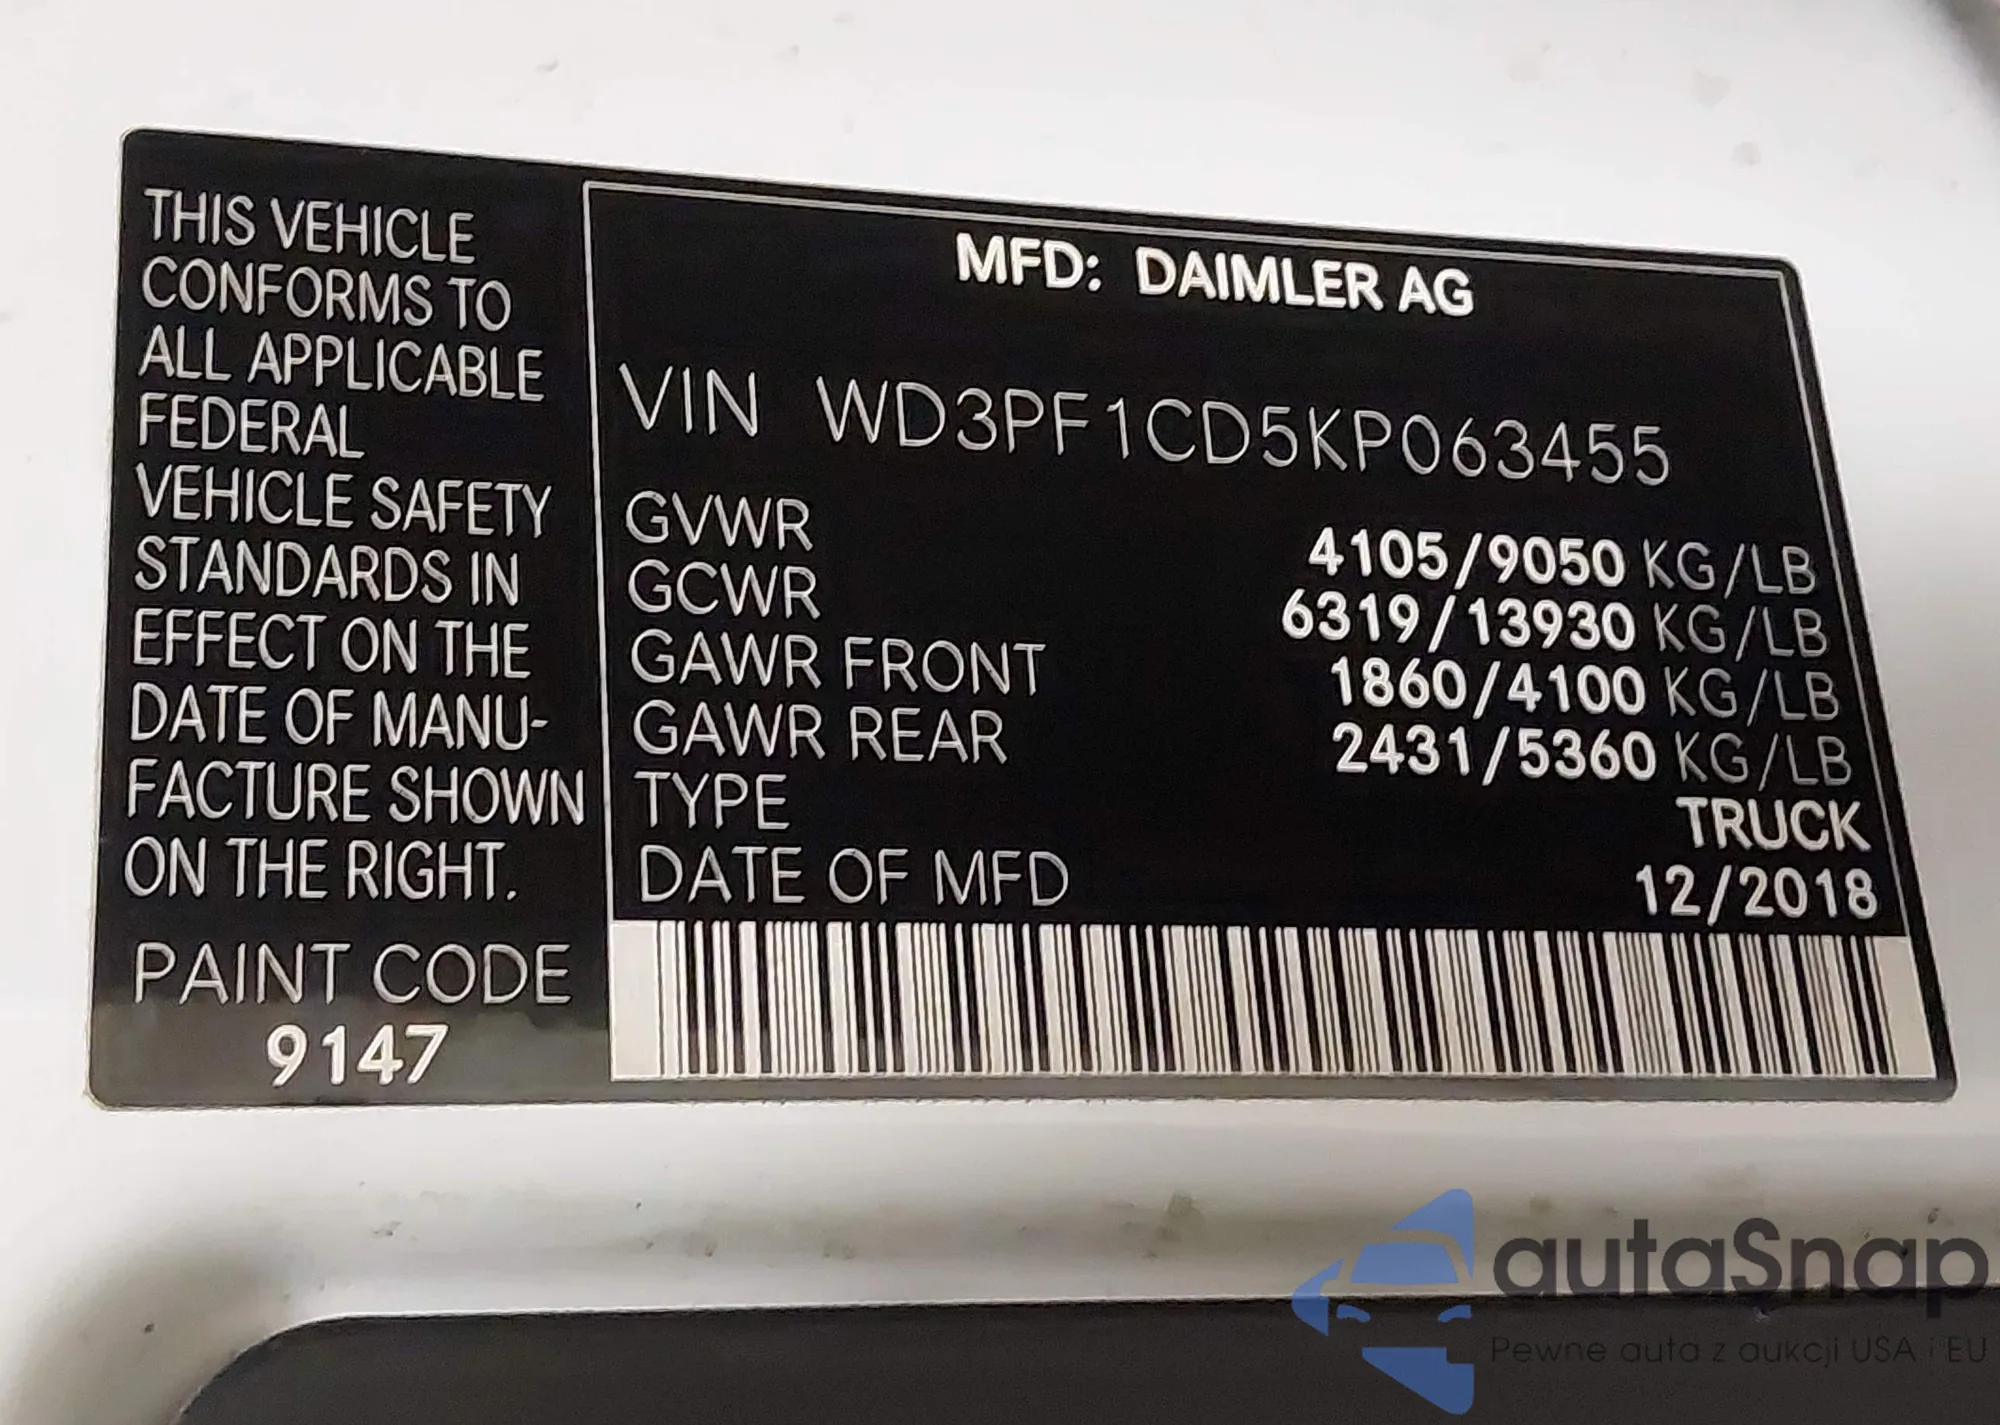 THIS VEHICLE
CONFORMS TO
ALL APPLICABLE
FEDERAL
VEHICLE SAFETY
STANDARDS IN
EFFECT ON THE
DATE OF MANU-
FACTURE SHOWN
ON THE RIGHT.
PAINT CODE
9147
MFD: DAIMLER AG
VIN WD3PF1CD5KP063455
GVWR 4105/9050 KG/LB
GCWR 6319/13930 KG/LB
GAWR FRONT 1860/4100 KG/LB
GAWR REAR 2431/5360 KG/LB
TYPE TRUCK
DATE OF MFD 12/2018
autaSnap
Pewne auta z aukcji USA i EU